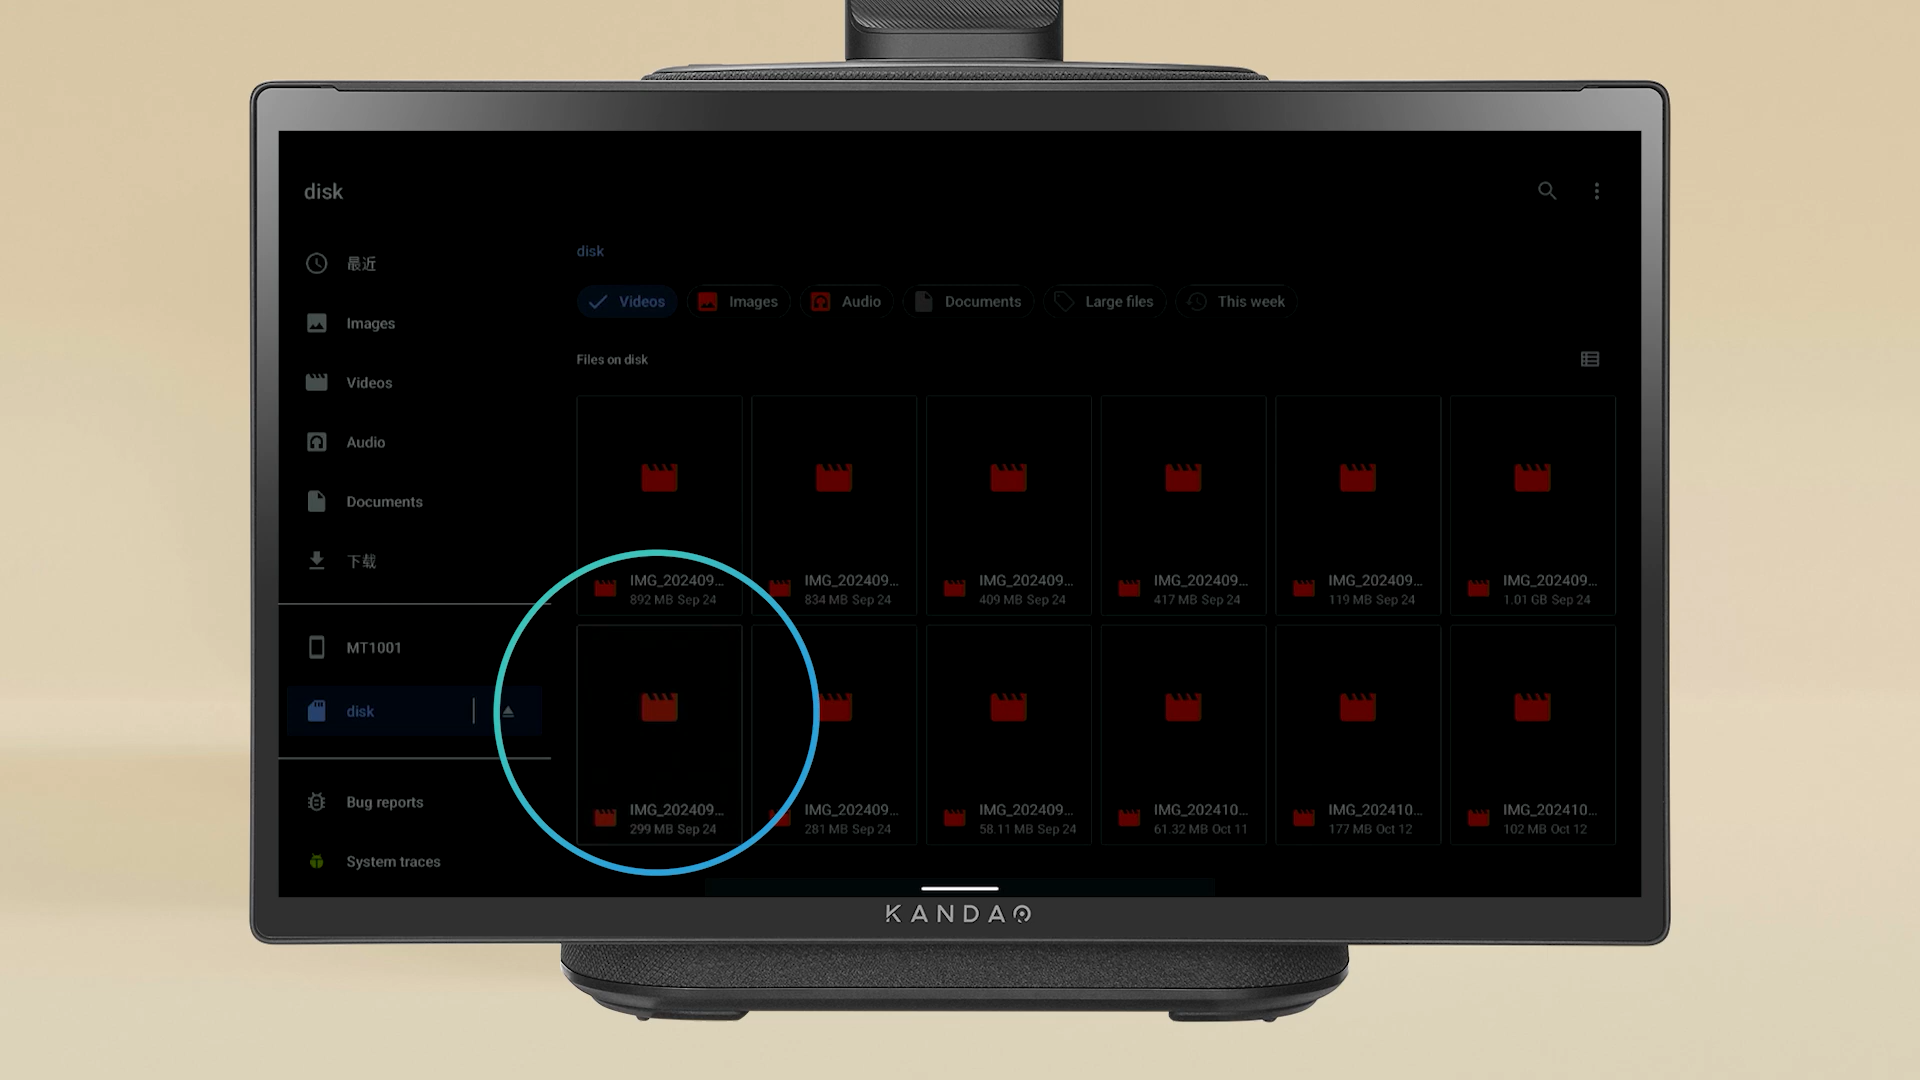 disk
最近
Images
Videos
Audio
Documents
下载
MT1001
disk
Bug reports
System traces
disk
Videos
Images
Audio
Documents
Large files
This week
Files on disk
IMG_202409...
892 MB Sep 24
IMG_202409...
834 MB Sep 24
IMG_202409...
409 MB Sep 24
IMG_202409...
417 MB Sep 24
IMG_202409...
119 MB Sep 24
IMG_202409...
1.01 GB Sep 24
IMG_202409...
299 MB Sep 24
IMG_202409...
281 MB Sep 24
IMG_202409...
58.11 MB Sep 24
IMG_202410...
61.32 MB Oct 11
IMG_202410...
177 MB Oct 12
IMG_202410...
102 MB Oct 12
KANDAO